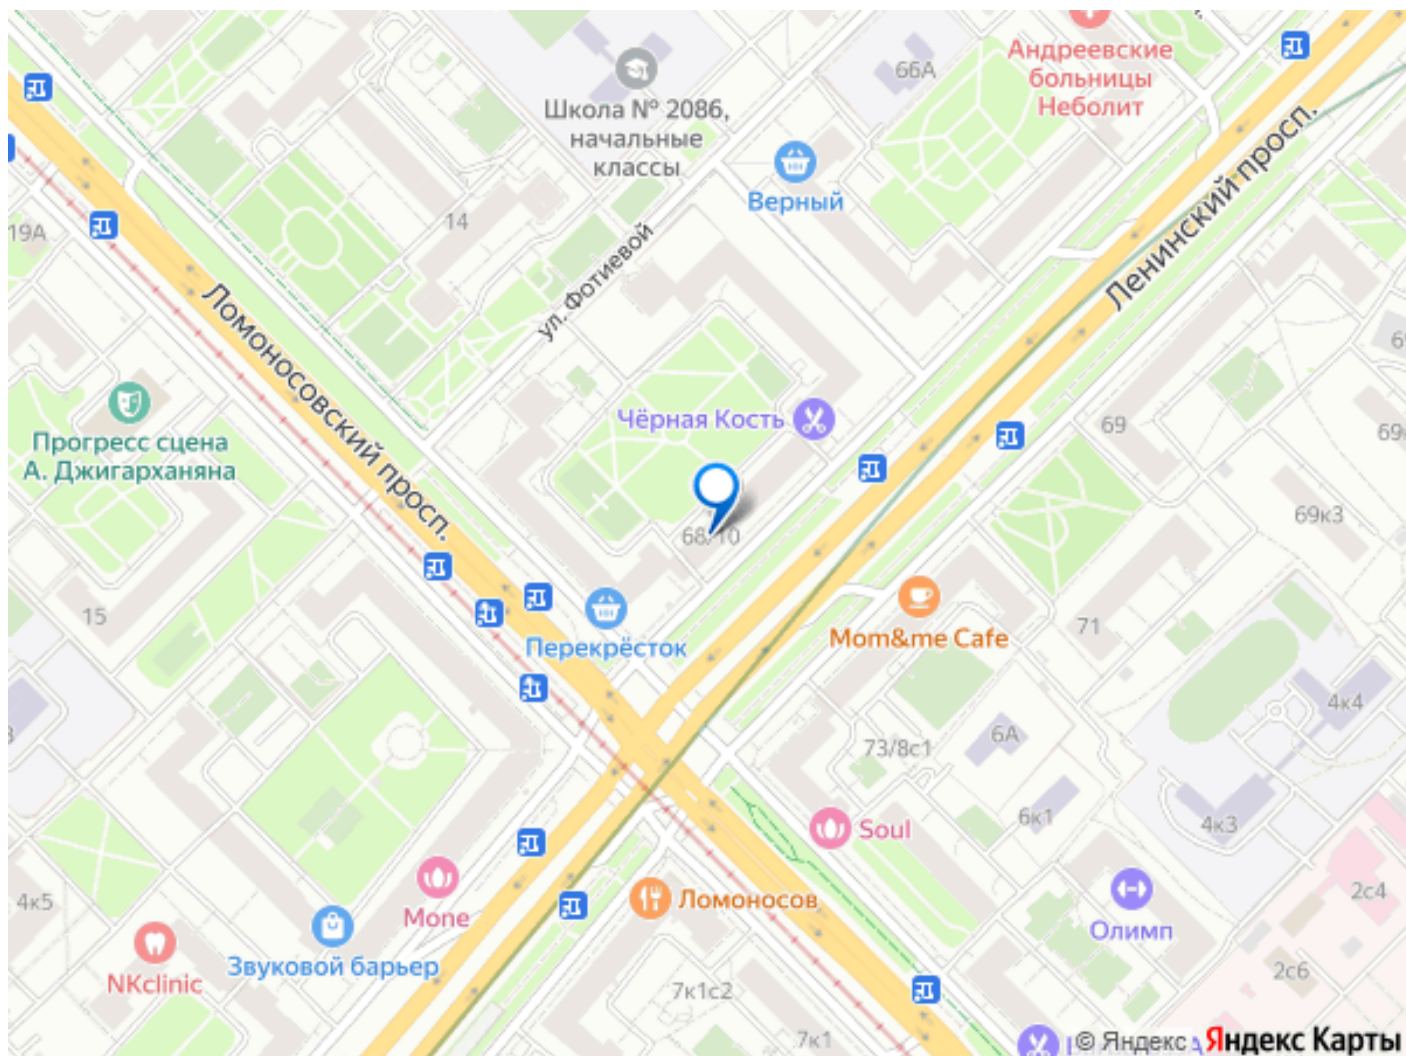 Андреевские
больницы
Неболит
66А
Школа № 2086,
начальные
классы
Верный
Ленинский просп.
14
19А
ул. Фотиевой
Ломоносовский просп.
Чёрная Кость
Прогресс сцена
А. Джигарханяна
69
69к3
68/10
15
Перекрёсток
Mom&me Cafe
71
4к4
6А
73/8с1
6к1
4к3
Soul
4к5
Mone
Ломоносов
Олимп
2с4
NKclinic
Звуковой барьер
7к1с2
2с6
7к1
© Яндекс Яндекс Карты